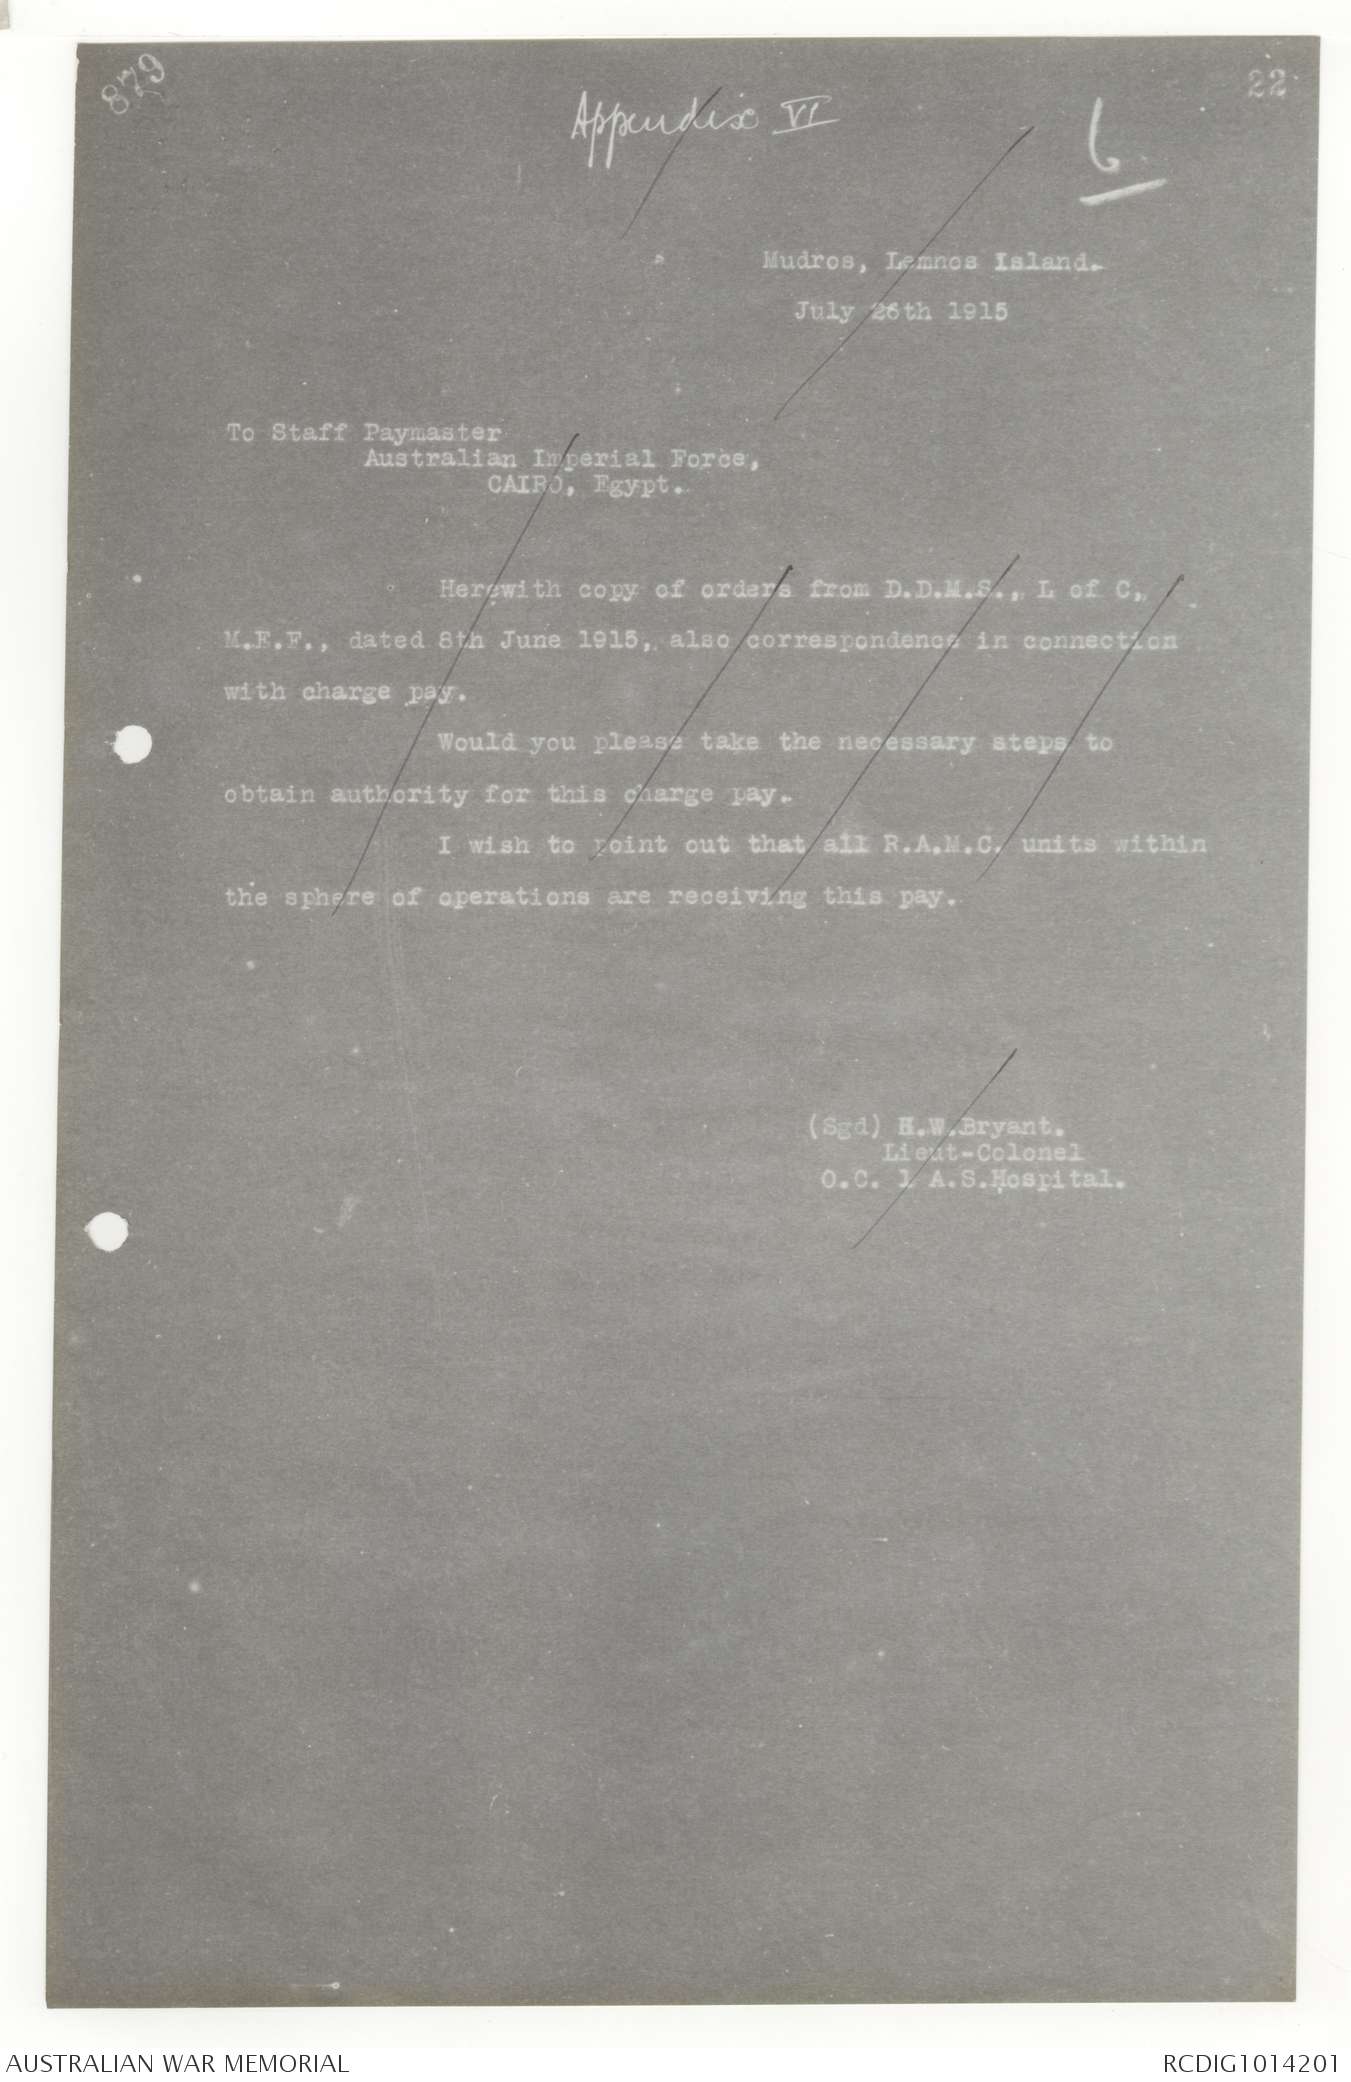 879
22
Appendix VI
6
Mudros, Lemnos Island.
July 26th 1915
To Staff Paymaster
Australian Imperial Force,
CAIRO, Egypt.
Herewith copy of orders from D.D.M.S., L of C,
M.E.F., dated 8th June 1915, also correspondence in connection
with charge pay.
Would you please take the necessary steps to
obtain authority for this charge pay.
I wish to point out that all R.A.M.C. units within
the sphere of operations are receiving this pay.
(Sgd) H.W.Bryant.
Lieut-Colonel
O.C. 1 A.S.Hospital.
AUSTRALIAN WAR MEMORIAL
RCDIG1014201